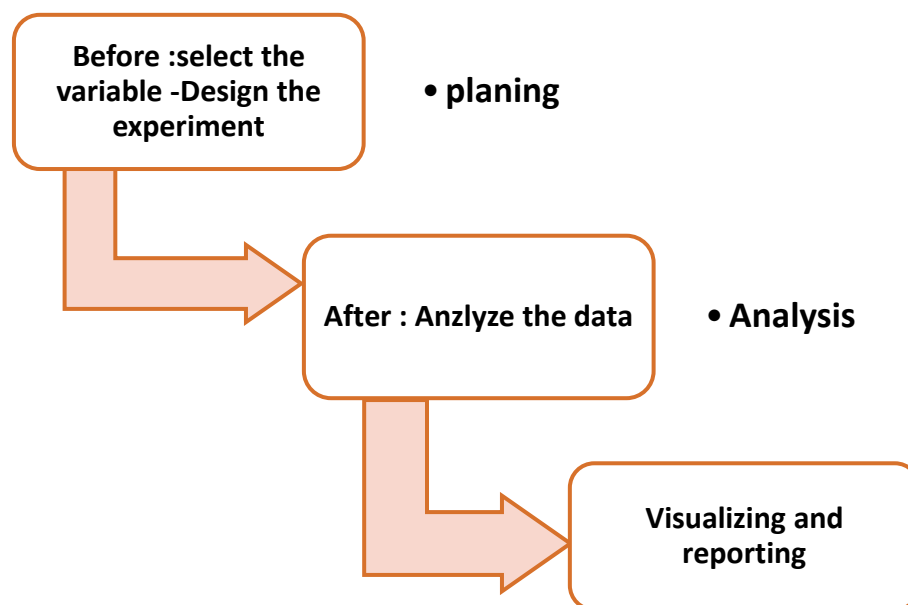 Before :select the
variable -Design the
experiment
• planing
After : Anzlyze the data
• Analysis
Visualizing and
reporting